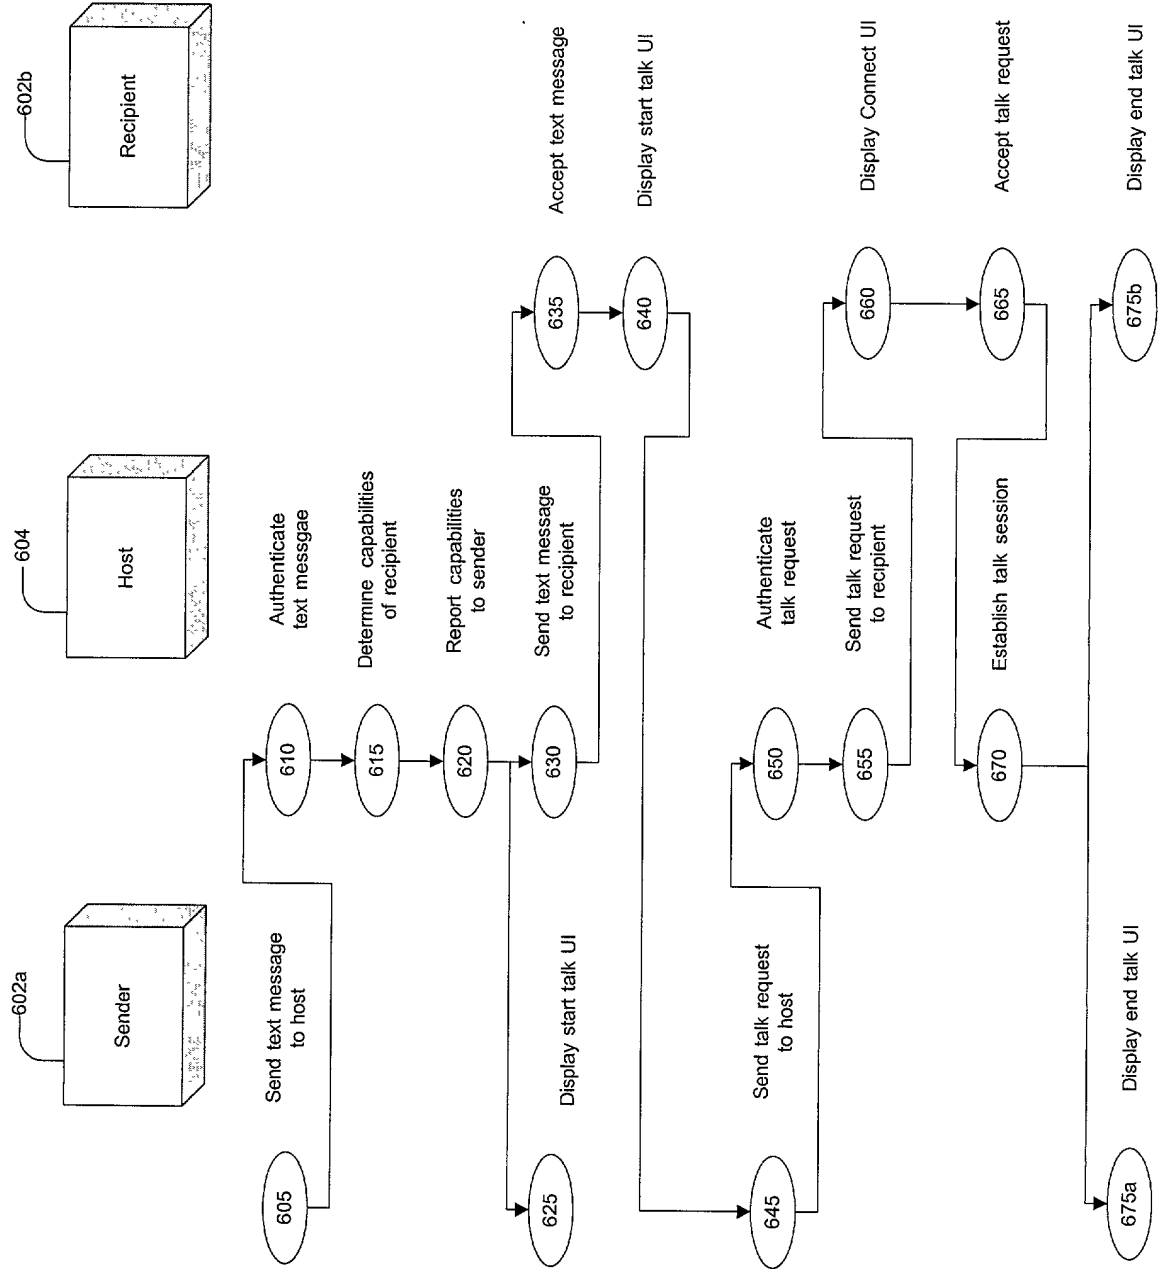 602a
604
602b
Sender
Host
Recipient
605
Send text message
to host
610
Authenticate
text messgae
615
Determine capabilities
of recipient
620
Report capabilities
to sender
625
Display start talk UI
630
Send text message
to recipient
635
Accept text message
640
Display start talk UI
645
Send talk request
to host
650
Authenticate
talk request
655
Send talk request
to recipient
660
Display Connect UI
665
Accept talk request
670
Establish talk session
675a
Display end talk UI
675b
Display end talk UI